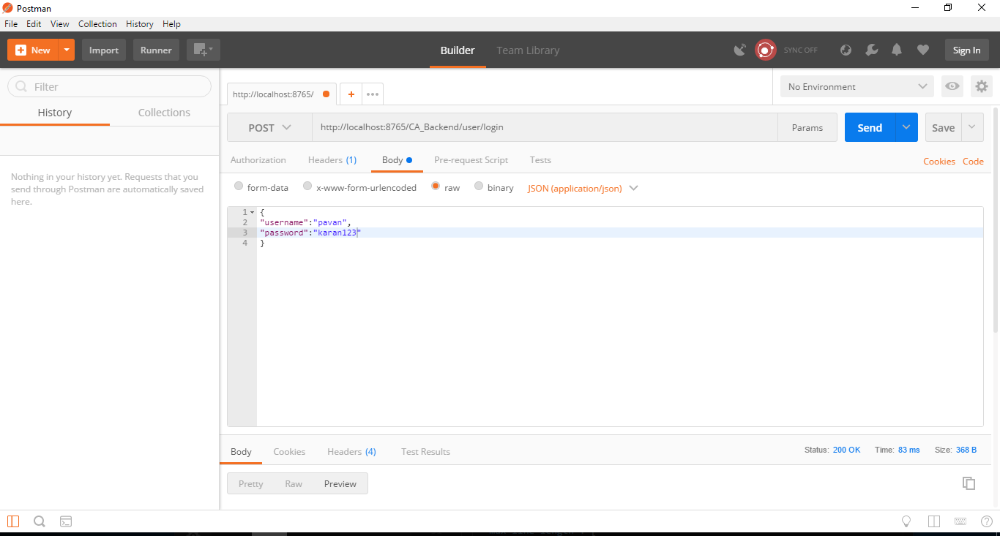 Postman
File Edit View Collection History Help
New Import Runner Builder Team Library SYNC OFF Sign In
Filter
History Collections
Nothing in your history yet. Requests that you
send through Postman are automatically saved
here.
http://localhost:8765/ + ••• No Environment
POST http://localhost:8765/CA_Backend/user/login Params Send Save
Authorization Headers (1) Body Pre-request Script Tests Cookies Code
form-data x-www-form-urlencoded raw binary JSON (application/json)
1 {
2 "username":"pavan",
3 "password":"karan123"
4 }
Body Cookies Headers (4) Test Results Status: 200 OK Time: 83 ms Size: 368 B
Pretty Raw Preview